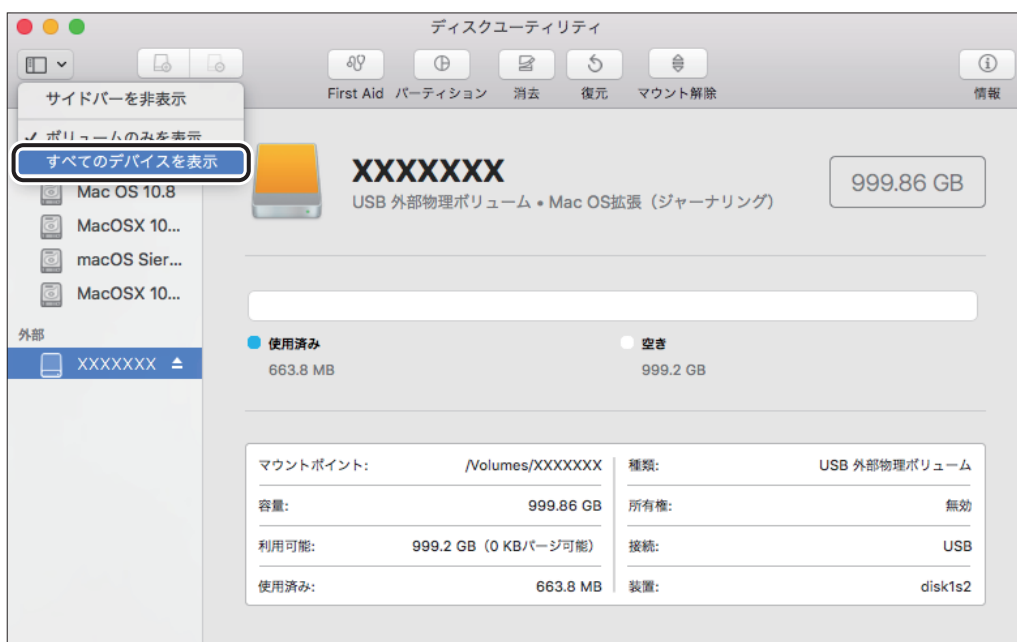 ディスクユーティリティ
First Aid パーティション 消去 復元 マウント解除 情報
サイドバーを非表示
✓ ボリュームのみを表示
すべてのデバイスを表示
Mac OS 10.8
MacOSX 10...
macOS Sier...
MacOSX 10...
外部
XXXXXXX
XXXXXXX
USB 外部物理ボリューム • Mac OS拡張（ジャーナリング）
999.86 GB
使用済み 空き
663.8 MB 999.2 GB
マウントポイント: /Volumes/XXXXXXX 種類: USB 外部物理ボリューム
容量: 999.86 GB 所有権: 無効
利用可能: 999.2 GB（0 KBパージ可能） 接続: USB
使用済み: 663.8 MB 装置: disk1s2